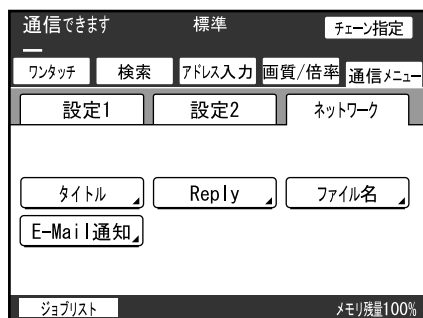 通信できます 標準 チェーン指定
ワンタッチ 検索 アドレス入力 画質/倍率 通信メニュー
設定1 設定2 ネットワーク
タイトル Reply ファイル名
E-Mail通知
ジョブリスト メモリ残量100%